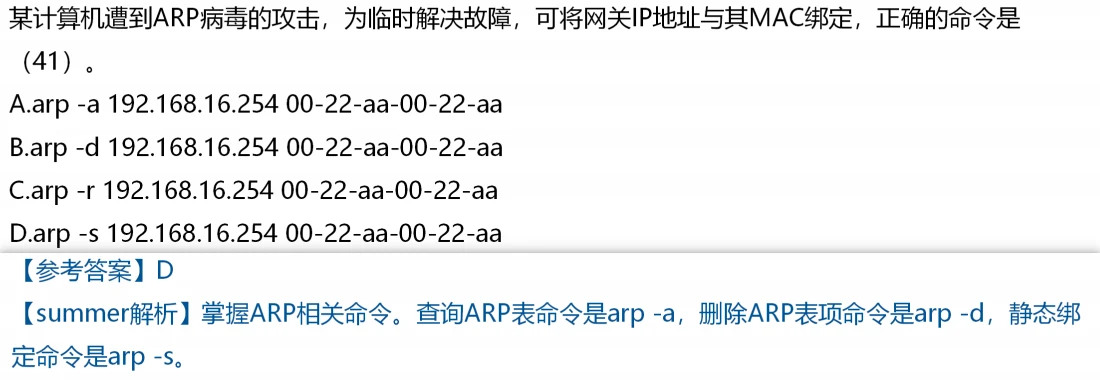 某计算机遭到ARP病毒的攻击，为临时解决故障，可将网关IP地址与其MAC绑定，正确的命令是
（41）。
A.arp -a 192.168.16.254 00-22-aa-00-22-aa
B.arp -d 192.168.16.254 00-22-aa-00-22-aa
C.arp -r 192.168.16.254 00-22-aa-00-22-aa
D.arp -s 192.168.16.254 00-22-aa-00-22-aa
【参考答案】D
【summer解析】掌握ARP相关命令。查询ARP表命令是arp -a，删除ARP表项命令是arp -d，静态绑
定命令是arp -s。